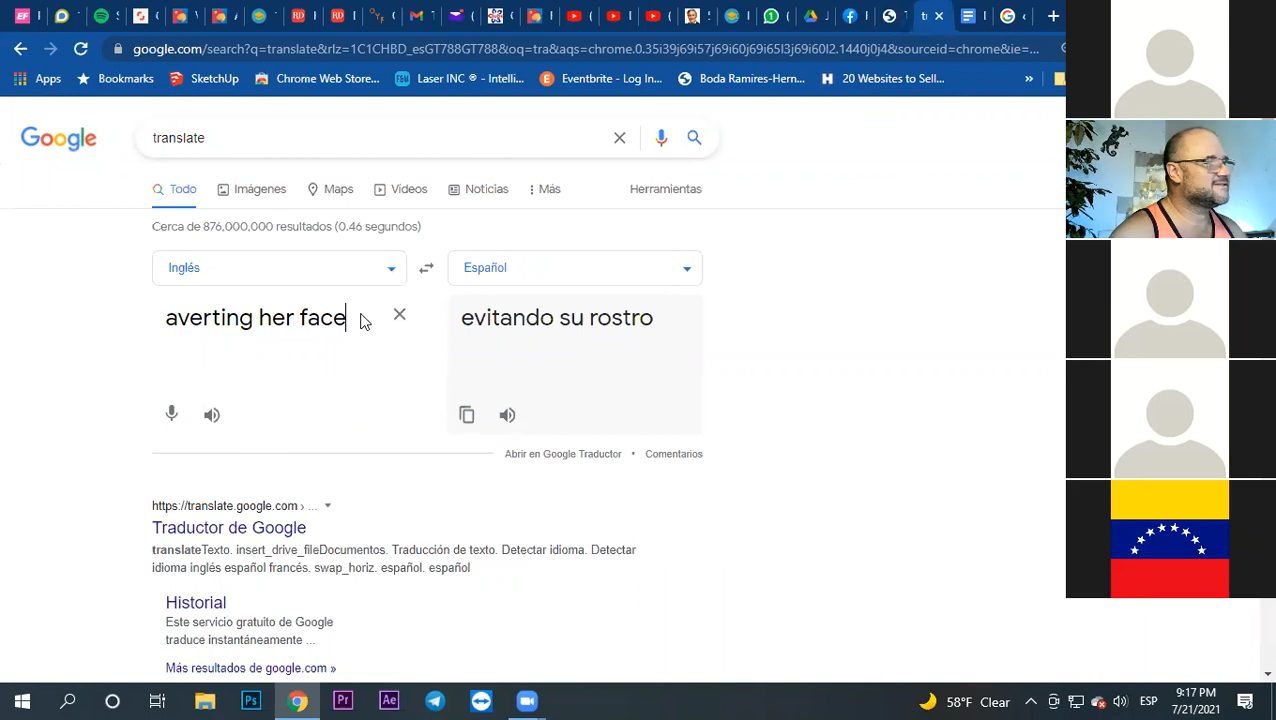 google.com/search?q=translate&rlz=1C1CHBD_esGT788GT788&oq=tra&aqs=chrome.0.35i39j69i57j69i60j69i65l3j69i60l2.1440j0j4&sourceid=chrome&ie=...
Apps Bookmarks SketchUp Chrome Web Store... Laser INC ® - Intelli... Eventbrite - Log In... Boda Ramires-Hern... 20 Websites to Sell... »
Google translate
Todo Imágenes Maps Videos Noticias Más Herramientas
Cerca de 876,000,000 resultados (0.46 segundos)
Inglés Español
averting her face evitando su rostro
Abrir en Google Traductor • Comentarios
https://translate.google.com › ...
Traductor de Google
translateTexto. insert_drive_fileDocumentos. Traducción de texto. Detectar idioma. Detectar
idioma inglés español francés. swap_horiz. español. español
Historial
Este servicio gratuito de Google
traduce instantáneamente ...
Más resultados de google.com »
58°F Clear ESP 9:17 PM
7/21/2021